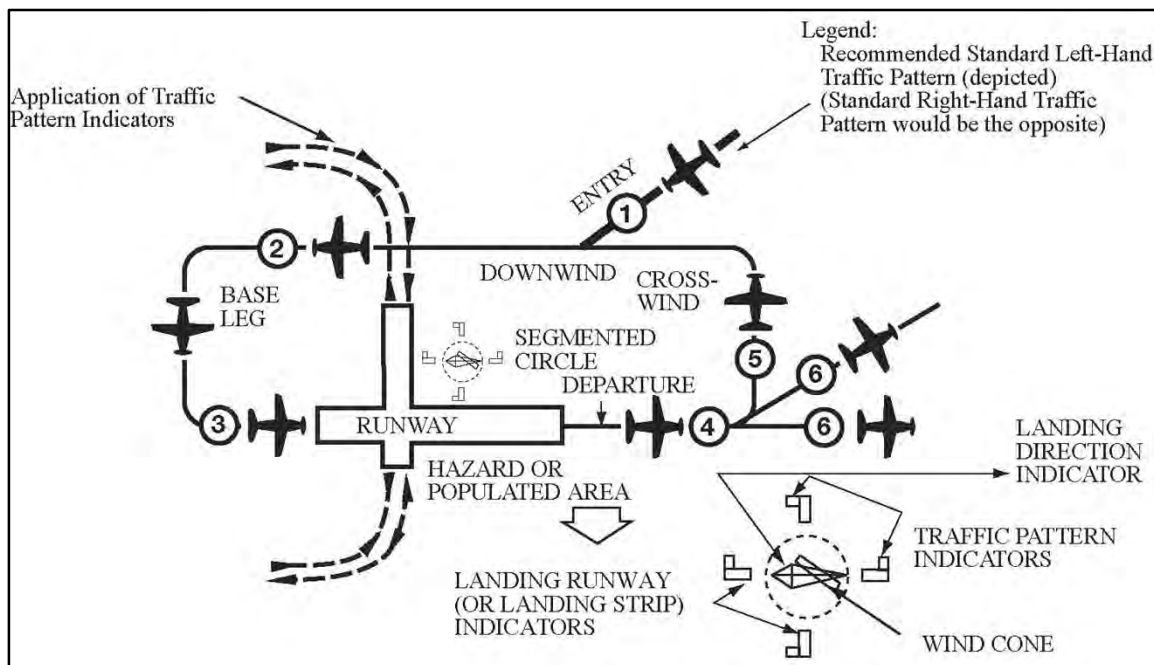 Legend:
Recommended Standard Left-Hand
Traffic Pattern (depicted)
(Standard Right-Hand Traffic
Pattern would be the opposite)
Application of Traffic
Pattern Indicators
ENTRY
1
2
DOWNWIND
CROSS-
WIND
BASE
LEG
SEGMENTED
CIRCLE
5
6
DEPARTURE
3
RUNWAY
4
6
LANDING
DIRECTION
INDICATOR
HAZARD OR
POPULATED AREA
TRAFFIC PATTERN
INDICATORS
LANDING RUNWAY
(OR LANDING STRIP)
INDICATORS
WIND CONE